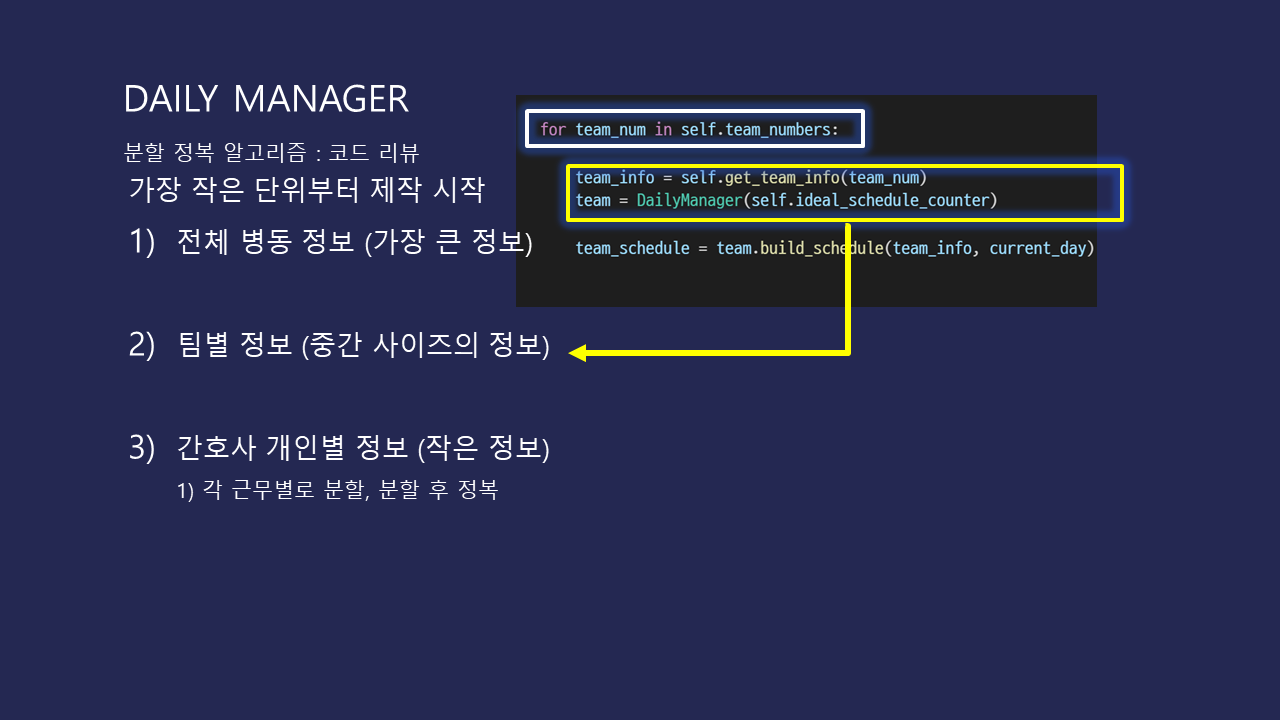 DAILY MANAGER
분할 정복 알고리즘 : 코드 리뷰
가장 작은 단위부터 제작 시작
1) 전체 병동 정보 (가장 큰 정보)
2) 팀별 정보 (중간 사이즈의 정보)
3) 간호사 개인별 정보 (작은 정보)
1) 각 근무별로 분할, 분할 후 정복
for team_num in self.team_numbers:
team_info = self.get_team_info(team_num)
team = DailyManager(self.ideal_schedule_counter)
team_schedule = team.build_schedule(team_info, current_day)